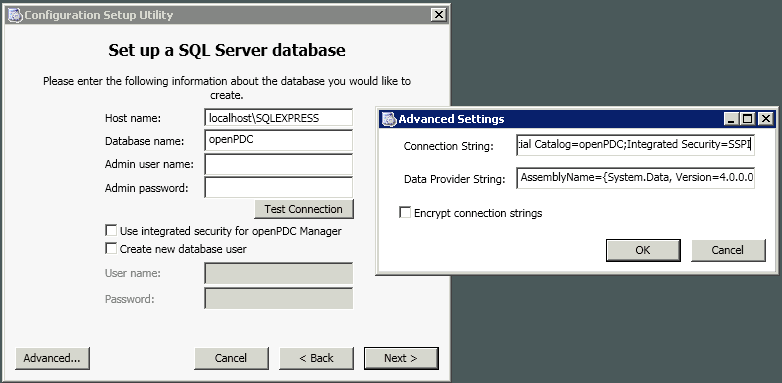 Configuration Setup Utility
Set up a SQL Server database
Please enter the following information about the database you would like to
create.
Host name: localhost\SQLEXPRESS
Database name: openPDC
Admin user name:
Admin password:
Test Connection
Use integrated security for openPDC Manager
Create new database user
User name:
Password:
Advanced... Cancel < Back Next >
Advanced Settings
Connection String: tial Catalog=openPDC;Integrated Security=SSPI
Data Provider String: AssemblyName={System.Data, Version=4.0.0.0
Encrypt connection strings
OK Cancel